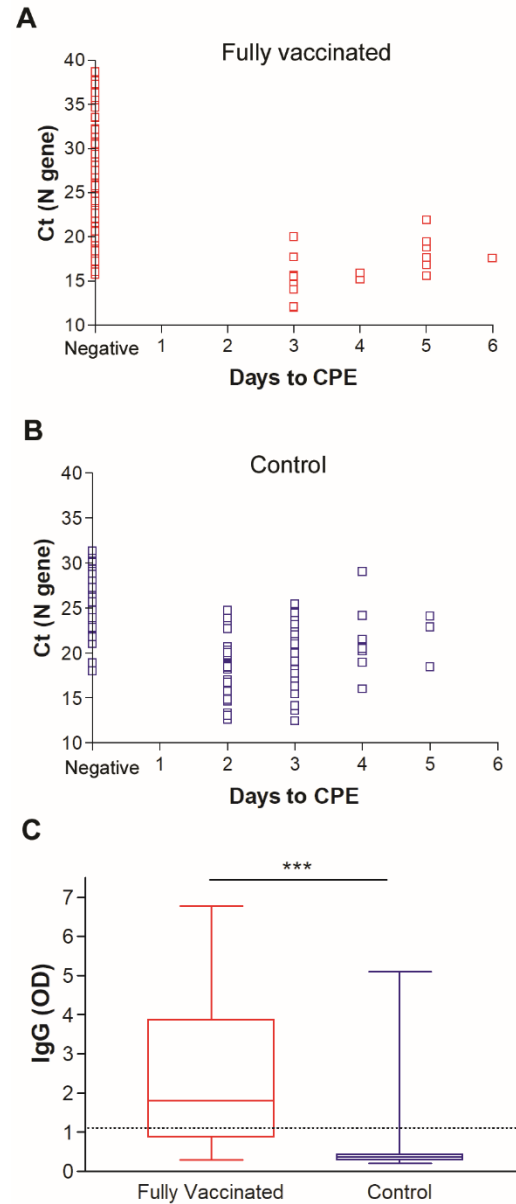 A
Fully vaccinated
Ct (N gene)
40
35
30
25
20
15
10
Negative 1 2 3 4 5 6
Days to CPE
B
Control
Ct (N gene)
40
35
30
25
20
15
10
Negative 1 2 3 4 5 6
Days to CPE
C
***
IgG (OD)
7
6
5
4
3
2
1
0
Fully Vaccinated Control